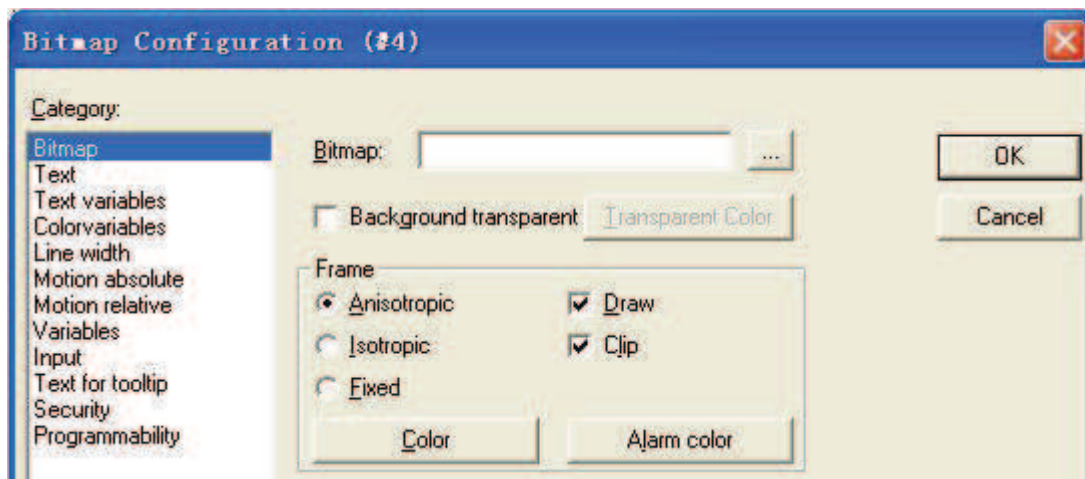 Bitmap Configuration (#4)
Category:
Bitmap
Text
Text variables
Colorvariables
Line width
Motion absolute
Motion relative
Variables
Input
Text for tooltip
Security
Programmability
Bitmap:
...
Background transparent
Transparent Color
Frame
Anisotropic
Draw
Isotropic
Clip
Fixed
Color
Alarm color
OK
Cancel